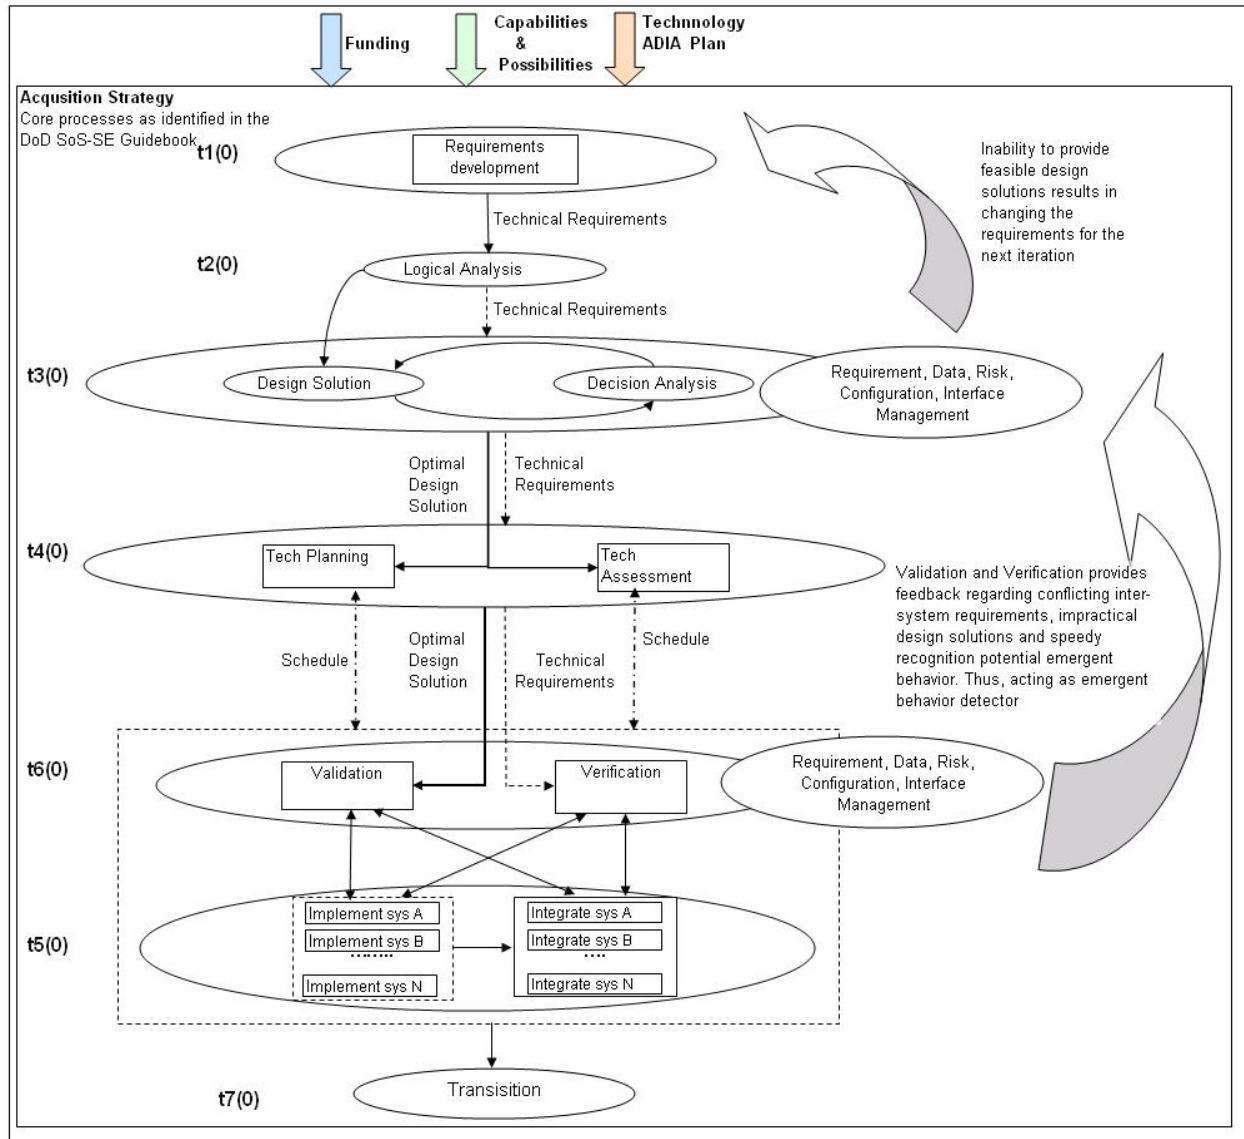 Funding
Capabilities
&
Possibilities
Technnology
ADIA Plan
Acqusition Strategy
Core processes as identified in the
DoD SoS-SE Guidebook
t1(0)
Requirements
development
Inability to provide
feasible design
solutions results in
changing the
requirements for the
next iteration
Technical Requirements
t2(0)
Logical Analysis
Technical Requirements
t3(0)
Design Solution
Decision Analysis
Requirement, Data, Risk,
Configuration, Interface
Management
Optimal
Design
Solution
Technical
Requirements
t4(0)
Tech Planning
Tech
Assessment
Validation and Verification provides
feedback regarding conflicting inter-
system requirements, impractical
design solutions and speedy
recognition potential emergent
behavior. Thus, acting as emergent
behavior detector
Schedule
Optimal
Design
Solution
Technical
Requirements
Schedule
t6(0)
Validation
Verification
Requirement, Data, Risk,
Configuration, Interface
Management
t5(0)
Implement sys A
Implement sys B
........
Implement sys N
Integrate sys A
Integrate sys B
....
Integrate sys N
t7(0)
Transisition